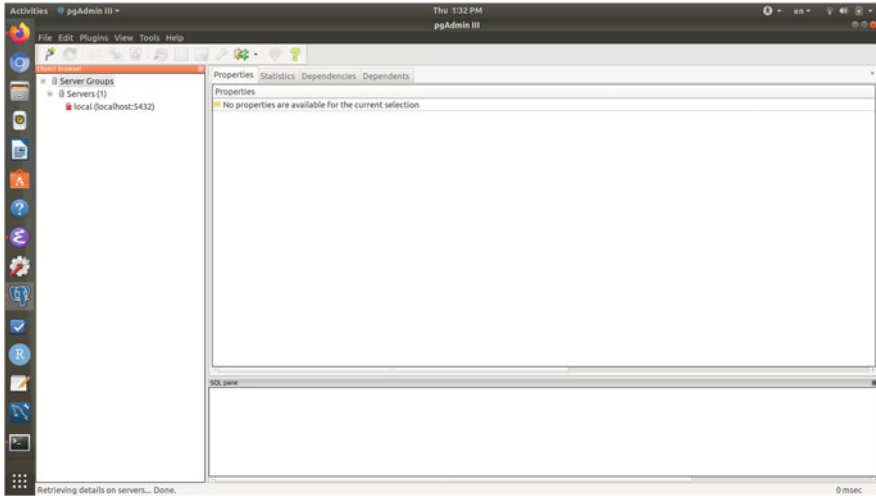 Activities pgAdmin III Thu 1:32 PM en
pgAdmin III
File Edit Plugins View Tools Help
Object browser
Server Groups
Servers (1)
local (localhost:5432)
Properties Statistics Dependencies Dependents
Properties
No properties are available for the current selection
SQL pane
Retrieving details on servers... Done.
0 msec